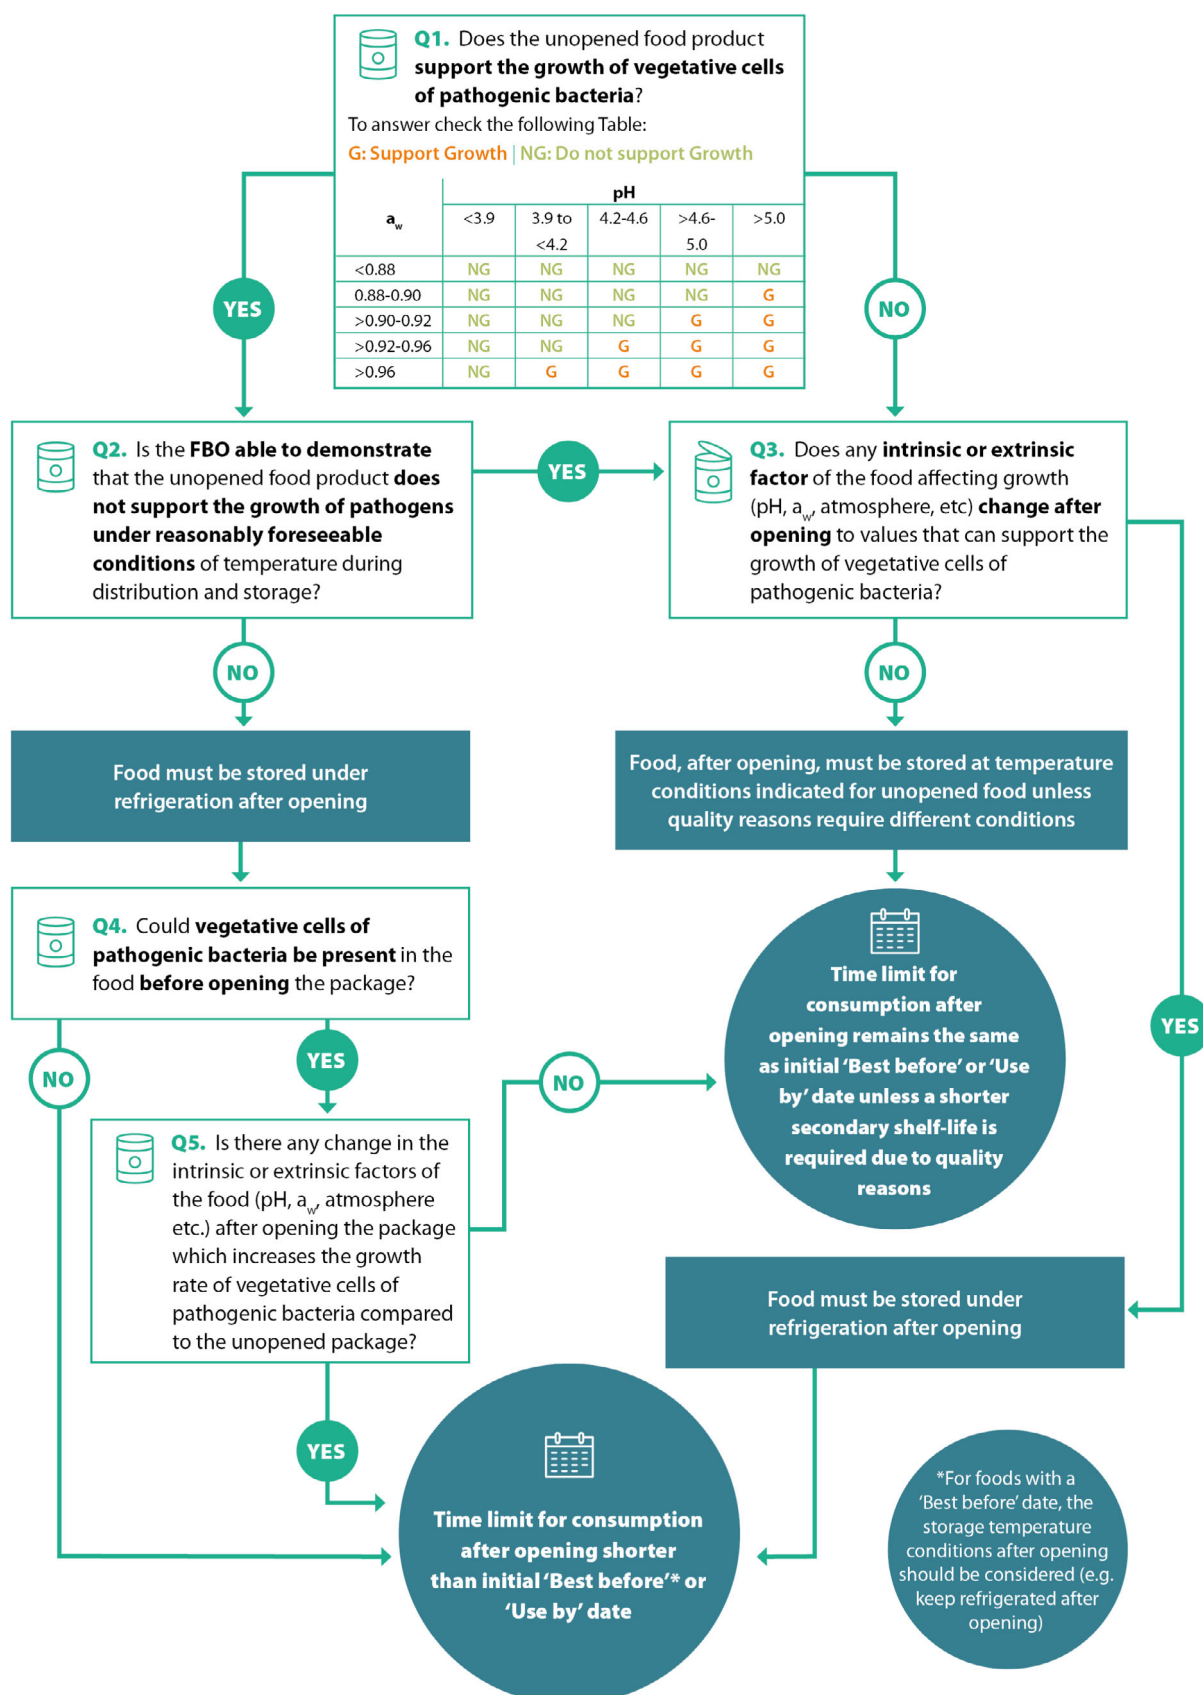 Q1. Does the unopened food product
support the growth of vegetative cells
of pathogenic bacteria?
To answer check the following Table:
G: Support Growth | NG: Do not support Growth
pH
aw <3.9 3.9 to <4.2 4.2-4.6 >4.6-5.0 >5.0
<0.88 NG NG NG NG NG
0.88-0.90 NG NG NG NG G
>0.90-0.92 NG NG NG G G
>0.92-0.96 NG NG G G G
>0.96 NG G G G G
YES
NO
Q2. Is the FBO able to demonstrate
that the unopened food product does
not support the growth of pathogens
under reasonably foreseeable
conditions of temperature during
distribution and storage?
YES
Q3. Does any intrinsic or extrinsic
factor of the food affecting growth
(pH, aw, atmosphere, etc) change after
opening to values that can support the
growth of vegetative cells of
pathogenic bacteria?
NO
NO
Food must be stored under
refrigeration after opening
Food, after opening, must be stored at temperature
conditions indicated for unopened food unless
quality reasons require different conditions
Q4. Could vegetative cells of
pathogenic bacteria be present in the
food before opening the package?
Time limit for
consumption after
opening remains the same
as initial ‘Best before’ or ‘Use
by’ date unless a shorter
secondary shelf-life is
required due to quality
reasons
YES
NO
YES
NO
Q5. Is there any change in the
intrinsic or extrinsic factors of
the food (pH, aw, atmosphere
etc.) after opening the package
which increases the growth
rate of vegetative cells of
pathogenic bacteria compared
to the unopened package?
Food must be stored under
refrigeration after opening
YES
Time limit for consumption
after opening shorter
than initial ‘Best before’* or
‘Use by’ date
*For foods with a
‘Best before’ date, the
storage temperature
conditions after opening
should be considered (e.g.
keep refrigerated after
opening)